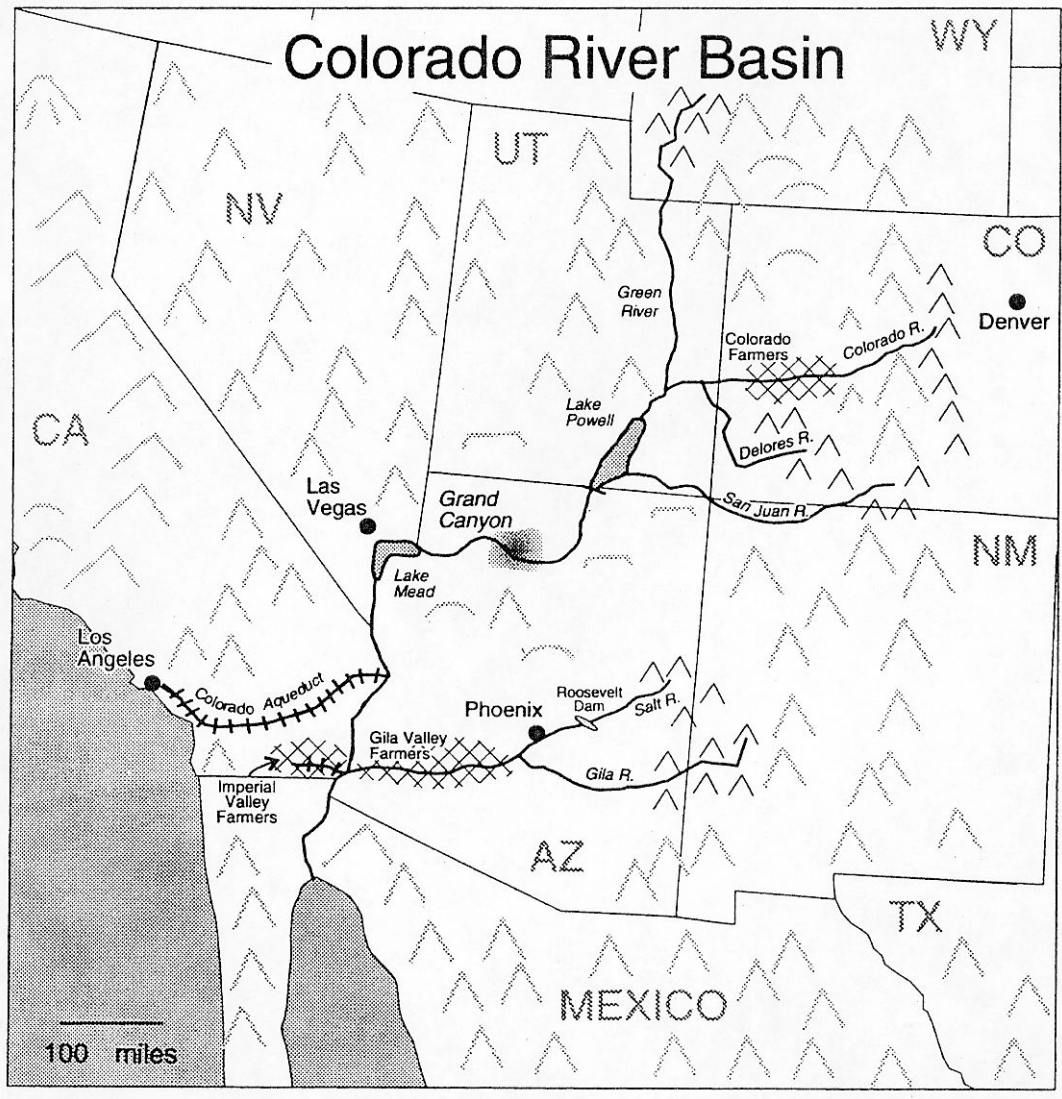 Colorado River Basin
WY
UT
NV
CO
Denver
Green
River
Colorado
Farmers
Colorado R.
Lake
Powell
CA
Delores R.
Las
Vegas
Grand
Canyon
San Juan R.
NM
Lake
Mead
Los
Angeles
Colorado Aqueduct
Roosevelt
Dam
Salt R.
Phoenix
Gila Valley
Farmers
Gila R.
Imperial
Valley
Farmers
AZ
TX
MEXICO
100 miles